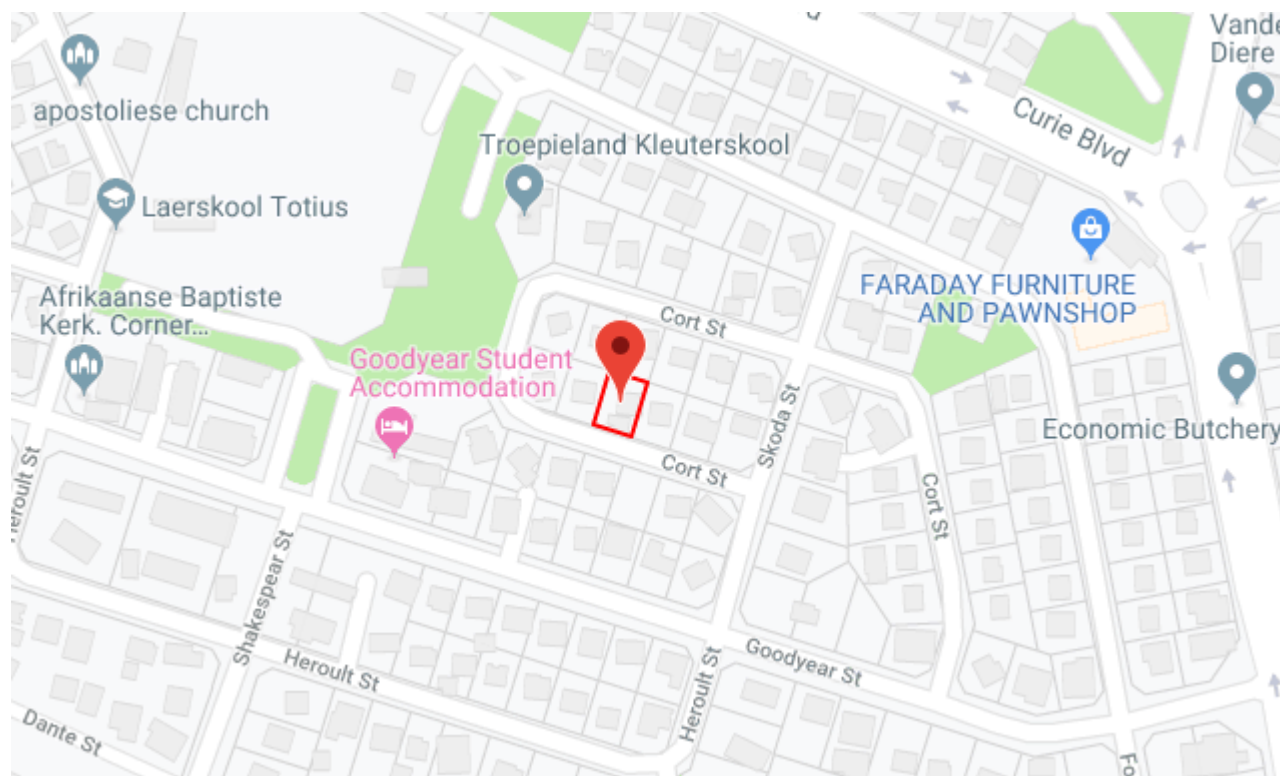 Vande
Diere
apostoliese church
Curie Blvd
Troepieland Kleuterskool
Laerskool Totius
FARADAY FURNITURE
AND PAWNSHOP
Afrikaanse Baptiste
Kerk. Corner...
Cort St
Goodyear Student
Accommodation
Skoda St
Economic Butchery
Cort St
Cort St
Heroult St
Shakespear St
Heroult St
Goodyear St
Heroult St
Dante St
Fo